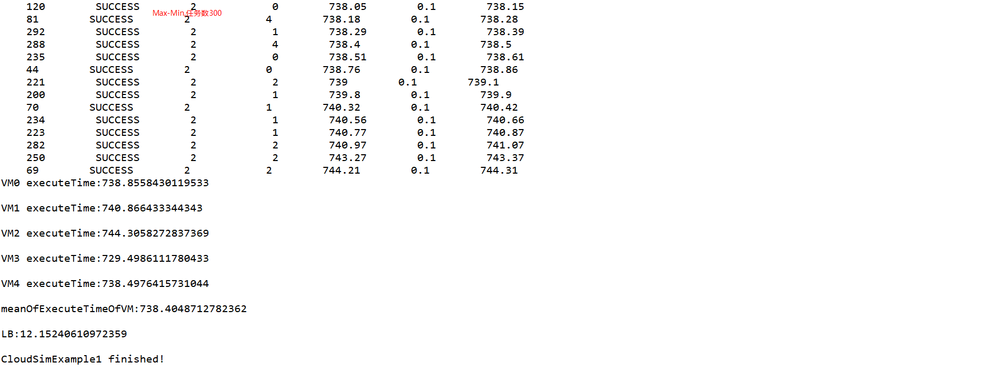 120 SUCCESS 2 0 738.05 0.1 738.15
Max-Min,任务数300
81 SUCCESS 2 4 738.18 0.1 738.28
292 SUCCESS 2 1 738.29 0.1 738.39
288 SUCCESS 2 4 738.4 0.1 738.5
235 SUCCESS 2 0 738.51 0.1 738.61
44 SUCCESS 2 0 738.76 0.1 738.86
221 SUCCESS 2 2 739 0.1 739.1
200 SUCCESS 2 1 739.8 0.1 739.9
70 SUCCESS 2 1 740.32 0.1 740.42
234 SUCCESS 2 1 740.56 0.1 740.66
223 SUCCESS 2 1 740.77 0.1 740.87
282 SUCCESS 2 2 740.97 0.1 741.07
250 SUCCESS 2 2 743.27 0.1 743.37
69 SUCCESS 2 2 744.21 0.1 744.31
VM0 executeTime:738.8558430119533
VM1 executeTime:740.866433344343
VM2 executeTime:744.3058272837369
VM3 executeTime:729.4986111780433
VM4 executeTime:738.4976415731044
meanOfExecuteTimeOfVM:738.4048712782362
LB:12.15240610972359
CloudSimExample1 finished!